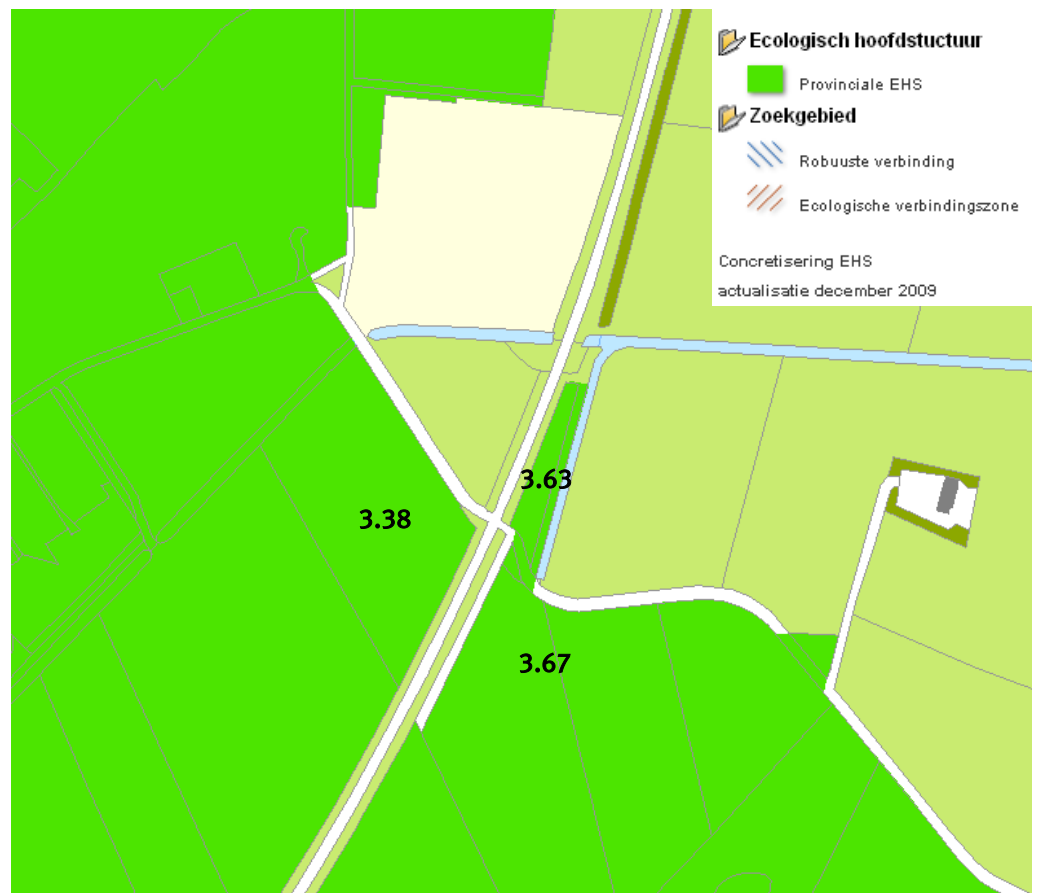 Ecologisch hoofdstuctuur
Provinciale EHS
Zoekgebied
Robuuste verbinding
Ecologische verbindingszone
Concretisering EHS
actualisatie december 2009
3.63
3.38
3.67